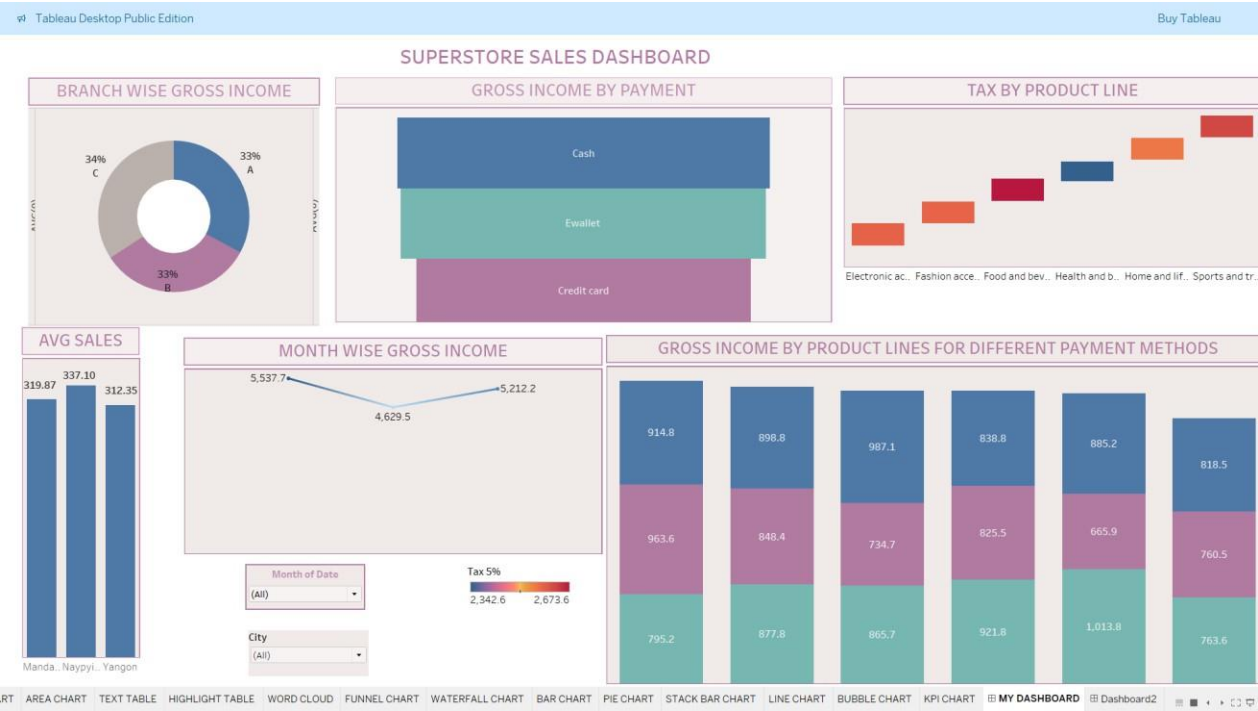 Tableau Desktop Public Edition
Buy Tableau
SUPERSTORE SALES DASHBOARD
BRANCH WISE GROSS INCOME
34%
C
33%
A
33%
B
GROSS INCOME BY PAYMENT
Cash
Ewallet
Credit card
TAX BY PRODUCT LINE
Electronic ac.. Fashion acce.. Food and bev.. Health and b.. Home and lif.. Sports and tr..
AVG SALES
319.87
337.10
312.35
Manda.. Naypyi.. Yangon
MONTH WISE GROSS INCOME
5,537.7
4,629.5
5,212.2
Month of Date
(All)
City
(All)
Tax 5%
2,342.6 2,673.6
GROSS INCOME BY PRODUCT LINES FOR DIFFERENT PAYMENT METHODS
914.8 898.8 987.1 838.8 885.2 818.5
963.6 848.4 734.7 825.5 665.9 760.5
795.2 877.8 865.7 921.8 1,013.8 763.6
ART AREA CHART TEXT TABLE HIGHLIGHT TABLE WORD CLOUD FUNNEL CHART WATERFALL CHART BAR CHART PIE CHART STACK BAR CHART LINE CHART BUBBLE CHART KPI CHART MY DASHBOARD Dashboard2